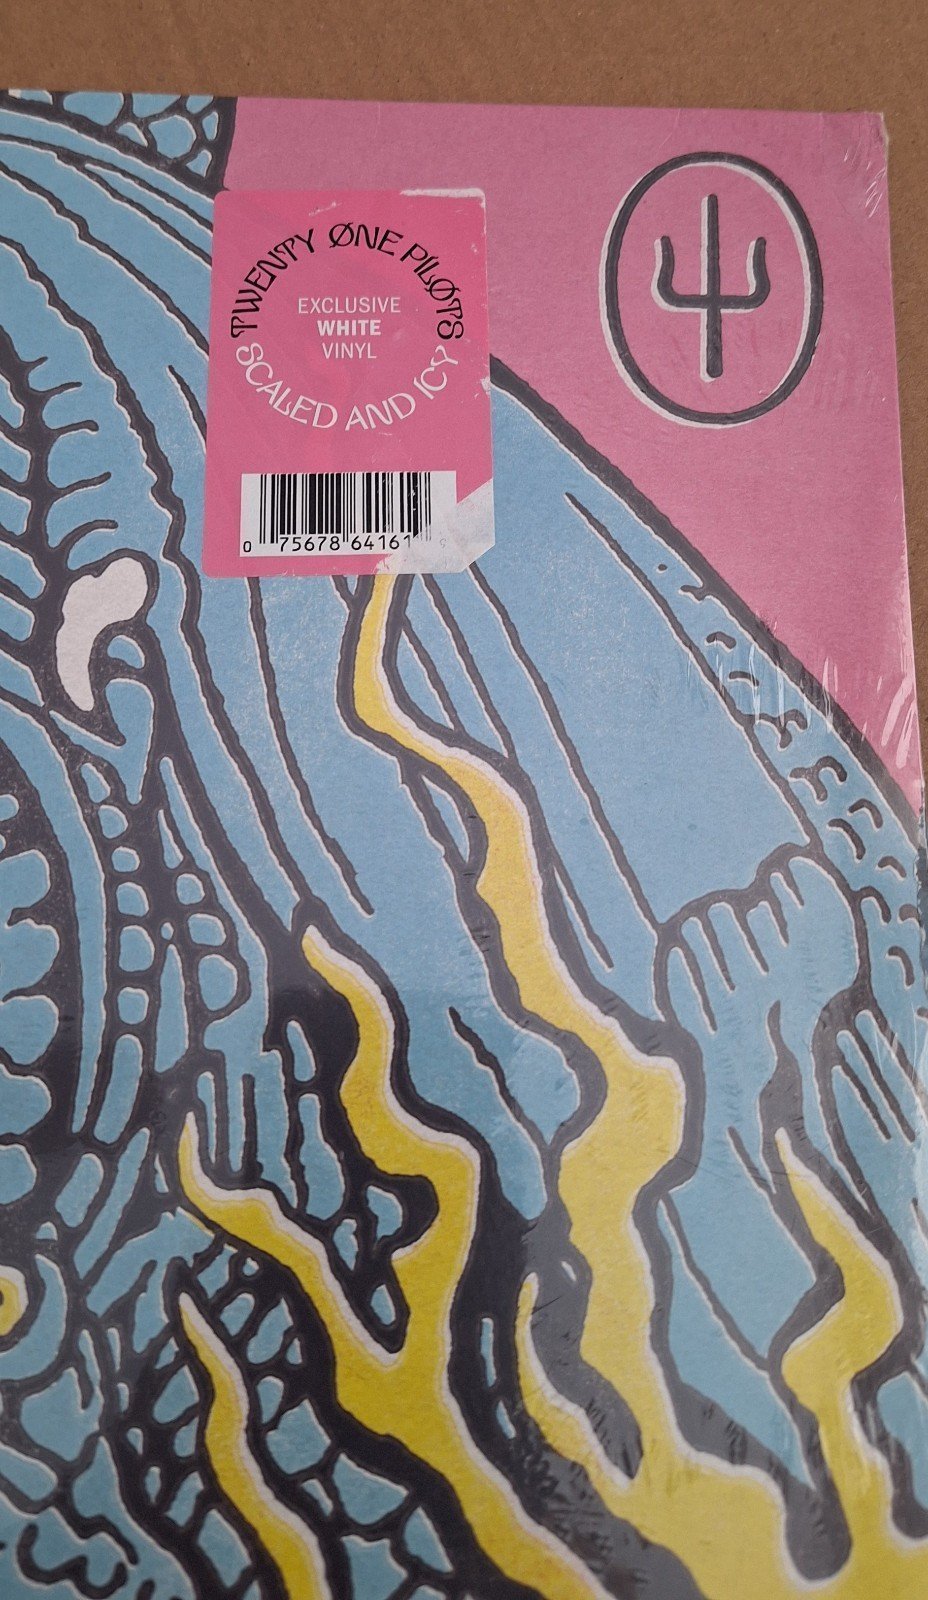 TWENTY ØNE PILØTS
EXCLUSIVE
WHITE
VINYL
SCALED AND ICY
0 75678 64161